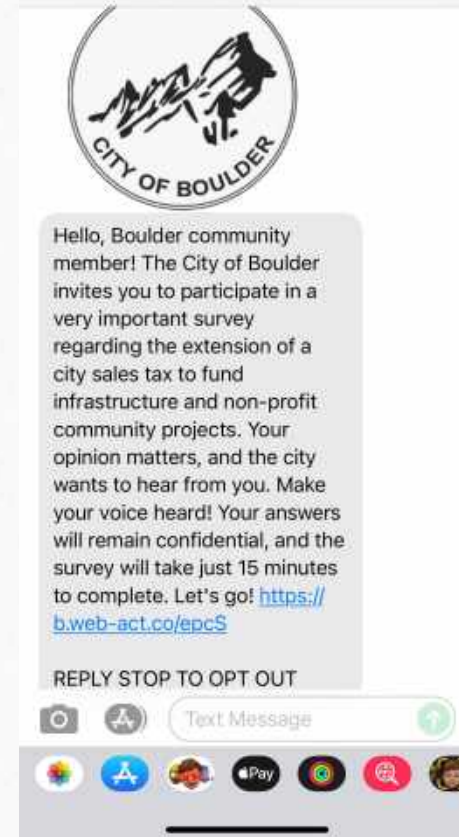 CITY OF BOULDER
Hello, Boulder community
member! The City of Boulder
invites you to participate in a
very important survey
regarding the extension of a
city sales tax to fund
infrastructure and non-profit
community projects. Your
opinion matters, and the city
wants to hear from you. Make
your voice heard! Your answers
will remain confidential, and the
survey will take just 15 minutes
to complete. Let's go! https://
b.web-act.co/epcS
REPLY STOP TO OPT OUT
Text Message
Pay